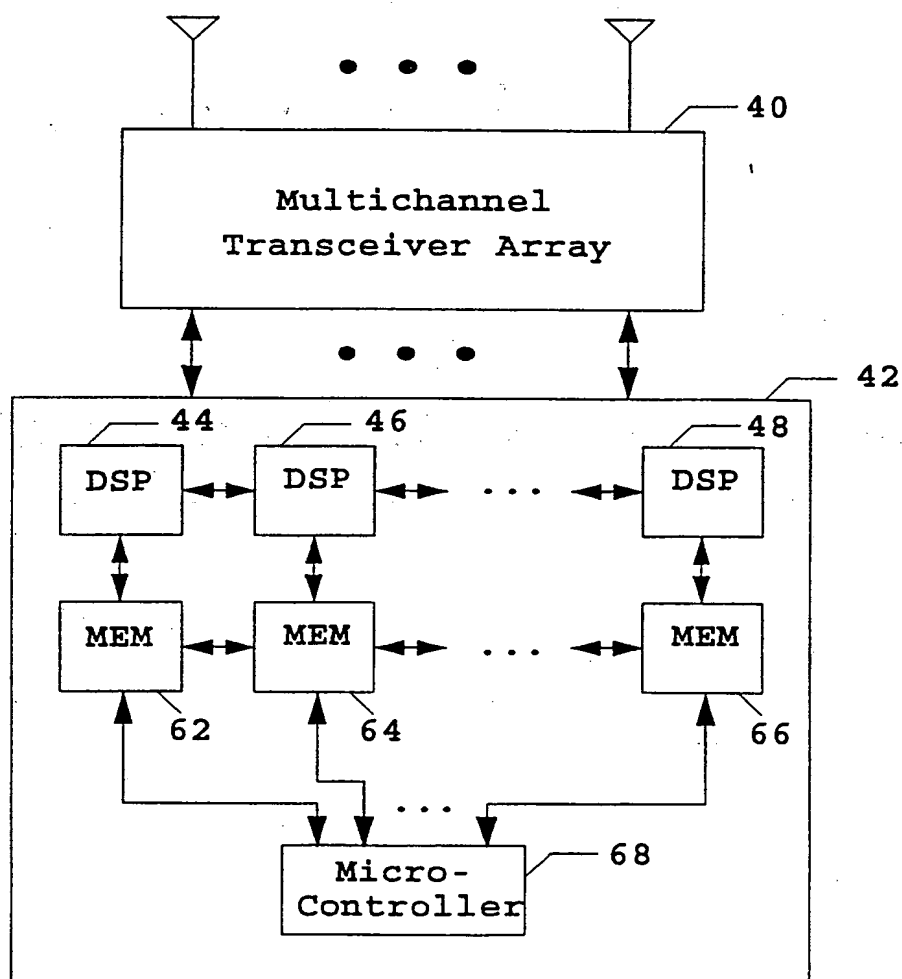 40
Multichannel
Transceiver Array
42
44 46 48
DSP DSP ... DSP
MEM MEM ... MEM
62 64 66
...
68
Micro-
Controller